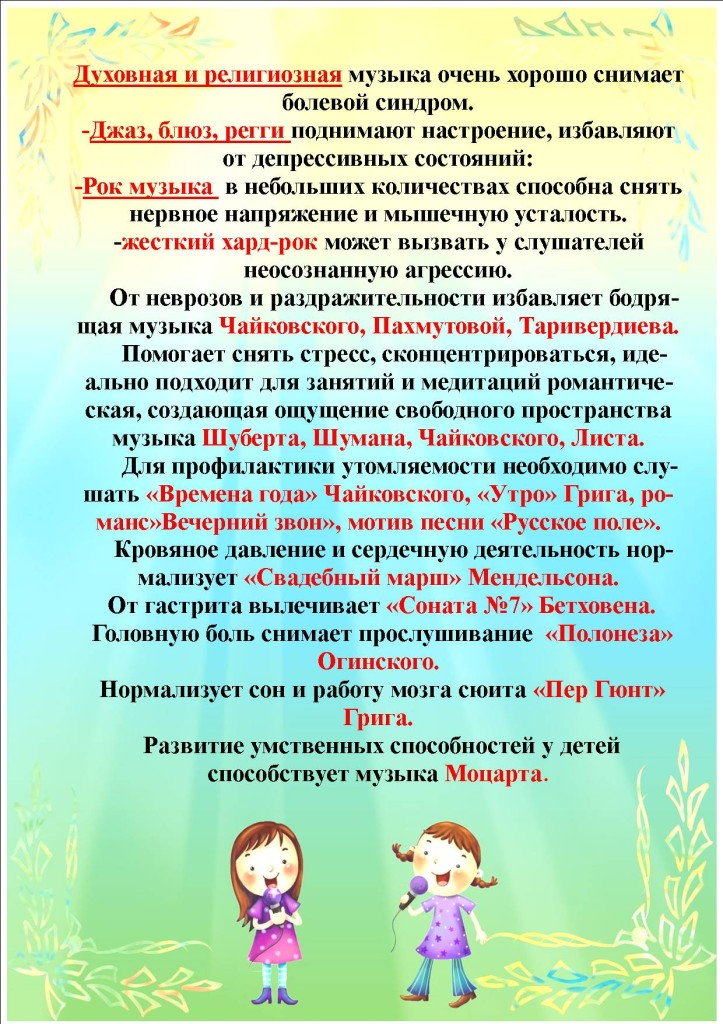 Духовная и религиозная музыка очень хорошо снимает
болевой синдром.
-Джаз, блюз, регги поднимают настроение, избавляют
от депрессивных состояний:
-Рок музыка  в небольших количествах способна снять
нервное напряжение и мышечную усталость.
-жесткий хард-рок может вызвать у слушателей
неосознанную агрессию.
От неврозов и раздражительности избавляет бодря-
щая музыка Чайковского, Пахмутовой, Таривердиева.
Помогает снять стресс, сконцентрироваться, иде-
ально подходит для занятий и медитаций романтиче-
ская, создающая ощущение свободного пространства
музыка Шуберта, Шумана, Чайковского, Листа.
Для профилактики утомляемости необходимо слу-
шать «Времена года» Чайковского, «Утро» Грига, ро-
манс»Вечерний звон», мотив песни «Русское поле».
Кровяное давление и сердечную деятельность нор-
мализует «Свадебный марш» Мендельсона.
От гастрита вылечивает «Соната №7» Бетховена.
Головную боль снимает прослушивание  «Полонеза»
Огинского.
Нормализует сон и работу мозга сюита «Пер Гюнт»
Грига.
Развитие умственных способностей у детей
способствует музыка Моцарта.